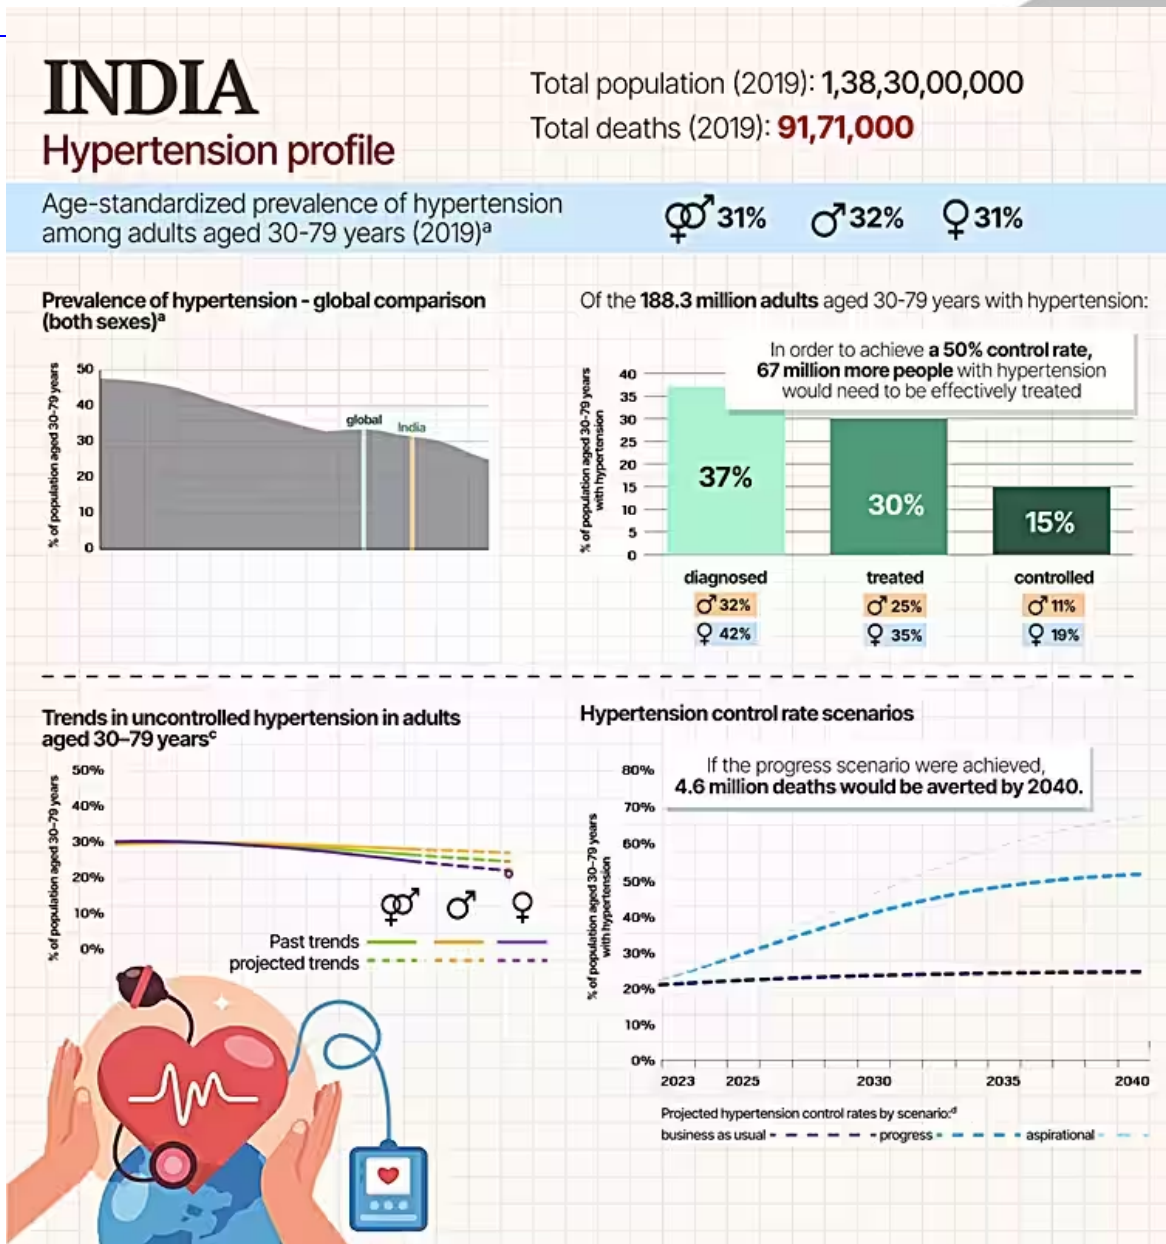 INDIA
Hypertension profile
Total population (2019): 1,38,30,00,000
Total deaths (2019): 91,71,000
Age-standardized prevalence of hypertension
among adults aged 30-79 years (2019)ᵃ
31%
32%
31%
Prevalence of hypertension - global comparison
(both sexes)ᵃ
% of population aged 30-79 years
50
40
30
20
10
0
global
India
Of the 188.3 million adults aged 30-79 years with hypertension:
In order to achieve a 50% control rate,
67 million more people with hypertension
would need to be effectively treated
% of population aged 30-79 years
with hypertension
40
35
30
25
20
15
10
5
0
37%
30%
15%
diagnosed
treated
controlled
♂ 32%
♂ 25%
♂ 11%
♀ 42%
♀ 35%
♀ 19%
Trends in uncontrolled hypertension in adults
aged 30–79 yearsᶜ
% of population aged 30–79 years
50%
40%
30%
20%
10%
0%
Past trends
projected trends
Hypertension control rate scenarios
If the progress scenario were achieved,
4.6 million deaths would be averted by 2040.
% of population aged 30–79 years
with hypertension
80%
70%
60%
50%
40%
30%
20%
10%
0%
2023 2025 2030 2035 2040
Projected hypertension control rates by scenario:ᵈ
business as usual progress aspirational